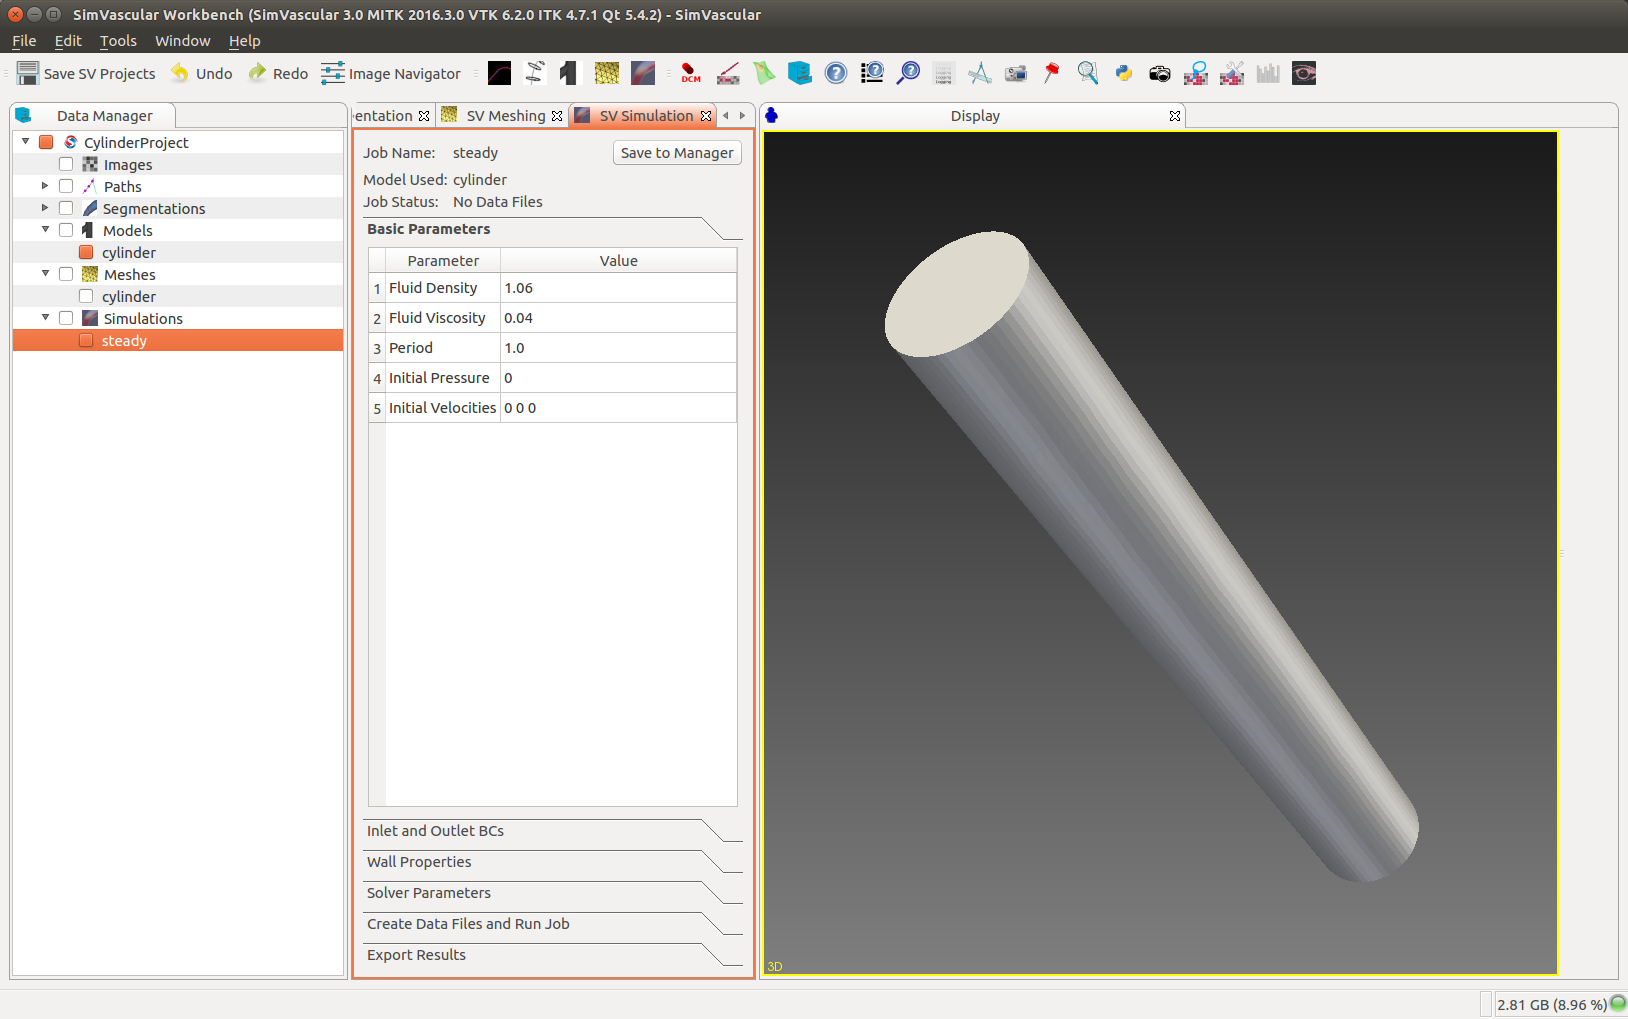 SimVascular Workbench (SimVascular 3.0 MITK 2016.3.0 VTK 6.2.0 ITK 4.7.1 Qt 5.4.2) - SimVascular
File Edit Tools Window Help
Save SV Projects Undo Redo Image Navigator DCM
Data Manager
CylinderProject
Images
Paths
Segmentations
Models
cylinder
Meshes
cylinder
Simulations
steady
entation SV Meshing SV Simulation
Job Name: steady Save to Manager
Model Used: cylinder
Job Status: No Data Files
Basic Parameters
Parameter Value
1 Fluid Density 1.06
2 Fluid Viscosity 0.04
3 Period 1.0
4 Initial Pressure 0
5 Initial Velocities 0 0 0
Inlet and Outlet BCs
Wall Properties
Solver Parameters
Create Data Files and Run Job
Export Results
Display
3D
2.81 GB (8.96 %)